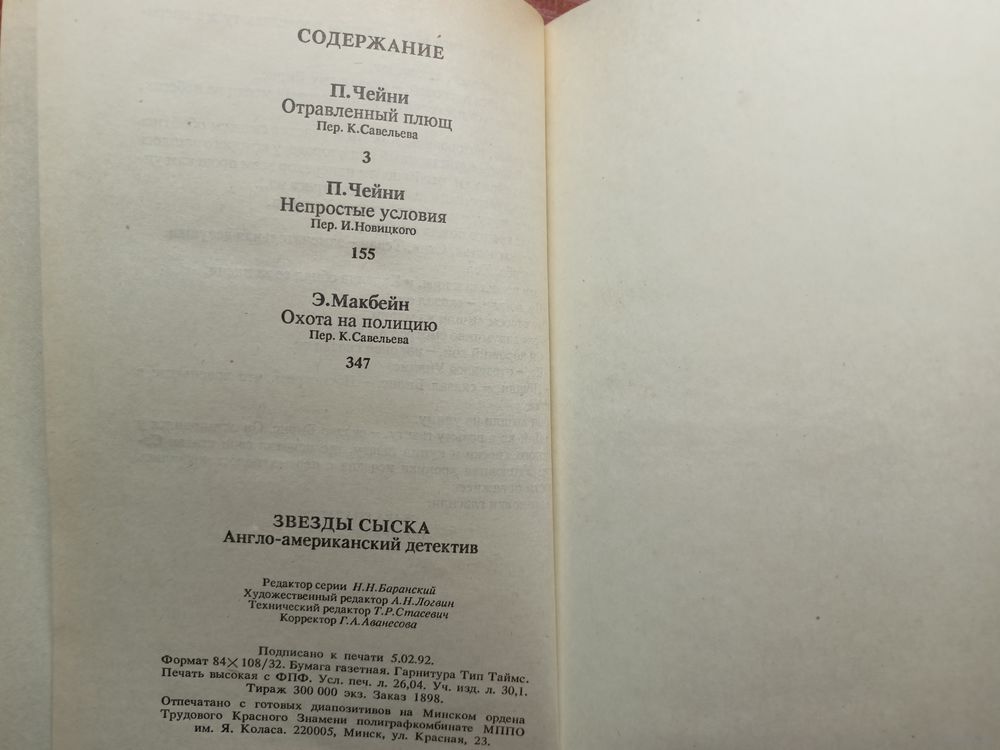 СОДЕРЖАНИЕ
П.Чейни
Отравленный плющ
Пер. К.Савельева
3
П.Чейни
Непростые условия
Пер. И.Новицкого
155
Э.Макбейн
Охота на полицию
Пер. К.Савельева
347
ЗВЕЗДЫ СЫСКА
Англо-американский детектив
Редактор серии Н.Н.Баранский
Художественный редактор А.Н.Логвин
Технический редактор Т.Р.Стасевич
Корректор Г.А.Аванесова
Подписано к печати 5.02.92.
Формат 84×108/32. Бумага газетная. Гарнитура Тип Таймс.
Печать высокая с ФПФ. Усл. печ. л. 26,04. Уч. изд. л. 30,1.
Тираж 300 000 экз. Заказ 1898.
Отпечатано с готовых диапозитивов на Минском ордена
Трудового Красного Знамени полиграфкомбинате МППО
им. Я. Коласа. 220005, Минск, ул. Красная, 23.